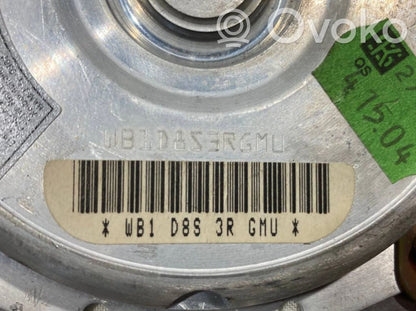 Ovoko
WB1D8S3RGMU
* WB1 D8S 3R GMU *
4 15.04